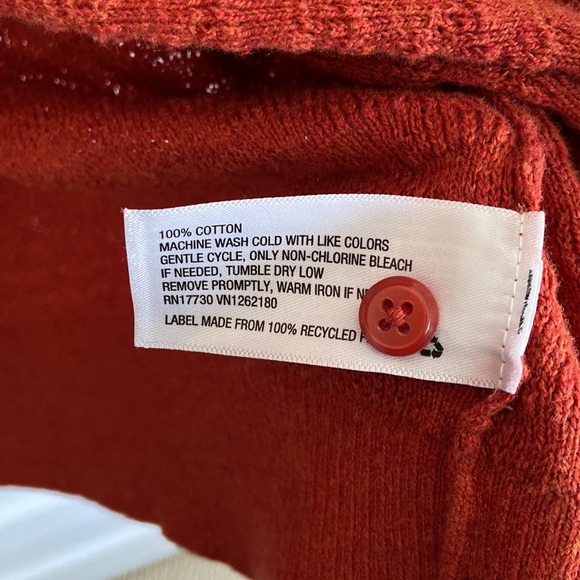 100% COTTON
MACHINE WASH COLD WITH LIKE COLORS
GENTLE CYCLE, ONLY NON-CHLORINE BLEACH
IF NEEDED, TUMBLE DRY LOW
REMOVE PROMPTLY, WARM IRON IF
RN17730 VN1262180
LABEL MADE FROM 100% RECYCLED